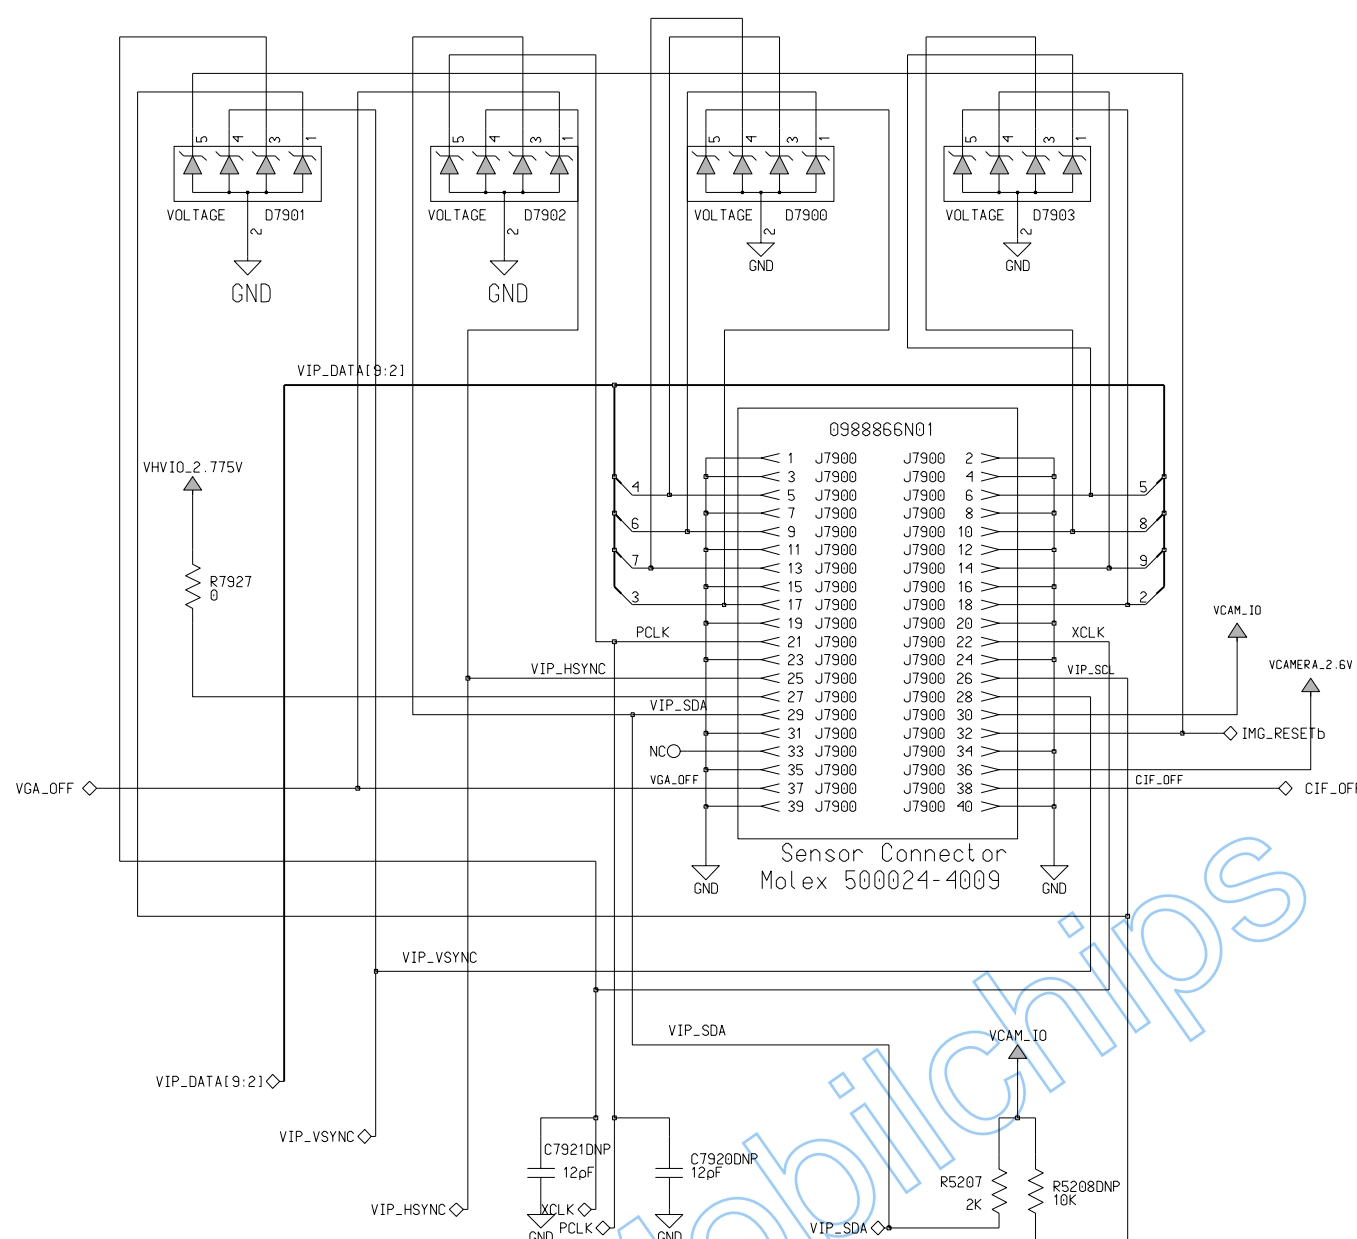 5 4 3 1
5 4 3 1
5 4 3 1
5 4 3 1
VOLTAGE D7901
VOLTAGE D7902
VOLTAGE D7900
VOLTAGE D7903
2
2
2
2
GND
GND
GND
GND
VIP_DATA[9:2]
0988866N01
1 J7900 J7900 2
3 J7900 J7900 4
4 5 J7900 J7900 6 5
7 J7900 J7900 8
6 9 J7900 J7900 10 8
11 J7900 J7900 12
7 13 J7900 J7900 14 9
15 J7900 J7900 16
3 17 J7900 J7900 18 2
19 J7900 J7900 20
PCLK 21 J7900 J7900 22 XCLK
23 J7900 J7900 24
VIP_HSYNC 25 J7900 J7900 26 VIP_SCL
27 J7900 J7900 28
VIP_SDA 29 J7900 J7900 30
31 J7900 J7900 32 IMG_RESETb
NC 33 J7900 J7900 34
35 J7900 J7900 36
VGA_OFF VGA_OFF 37 J7900 J7900 38 CIF_OFF CIF_OFF
39 J7900 J7900 40
VHVIO_2.775V
R7927
0
VCAM_IO
VCAMERA_2.6V
Sensor Connector
Molex 500024-4009
GND
GND
VIP_VSYNC
VIP_SDA
VCAM_IO
VIP_DATA[9:2]
VIP_VSYNC
C7921DNP
12pF
C7920DNP
12pF
R5207
2K
R5208DNP
10K
VIP_HSYNC
XCLK
PCLK
VIP_SDA
GND
GND
obilchips